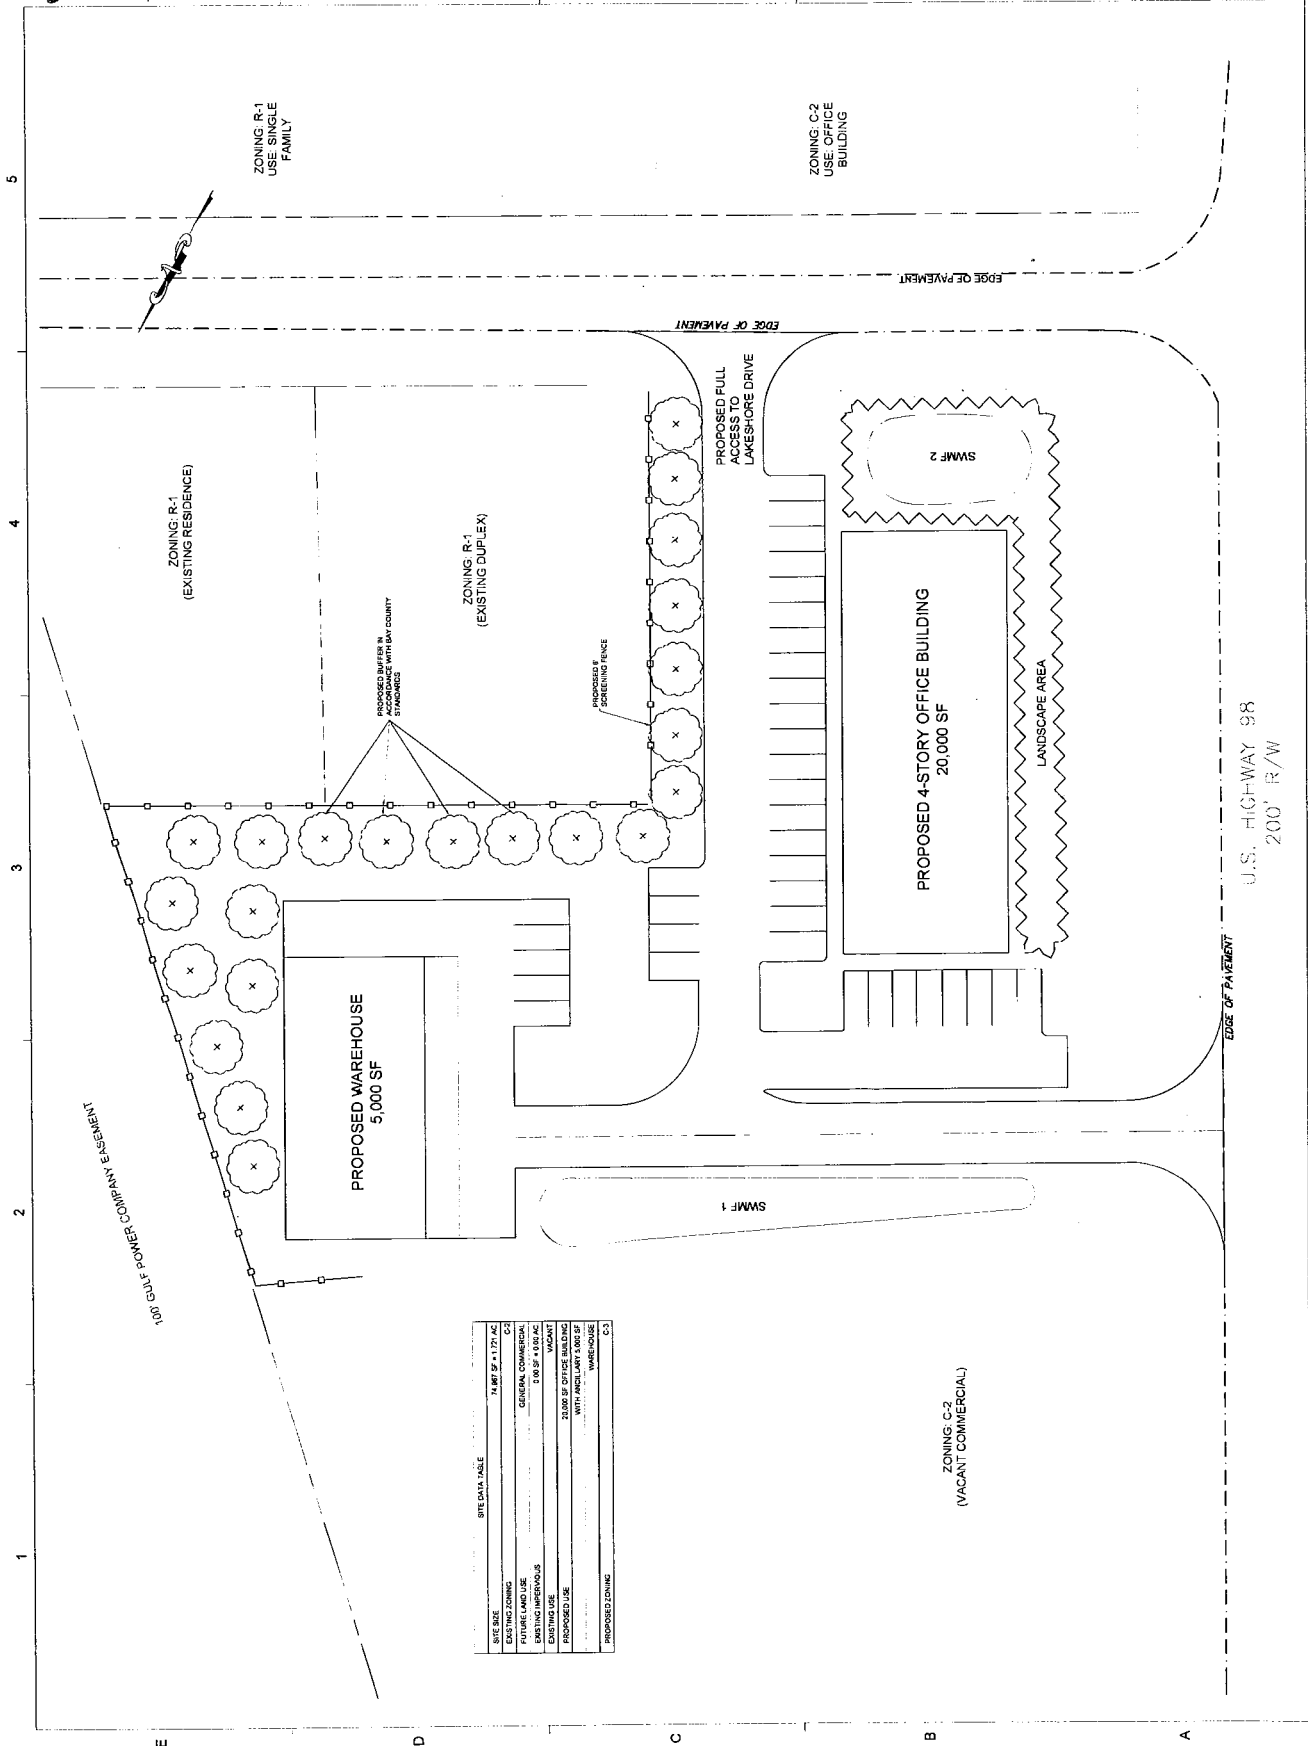 5
4
3
2
1
E
D
C
B
A
ZONING: R-1
USE: SINGLE
FAMILY
ZONING: C-2
USE: OFFICE
BUILDING
EDGE OF PAVEMENT
EDGE OF PAVEMENT
ZONING: R-1
(EXISTING RESIDENCE)
ZONING: R-1
(EXISTING DUPLEX)
PROPOSED FULL
ACCESS TO
LAKESHORE DRIVE
SWMF 2
PROPOSED BUFFER IN
ACCORDANCE WITH BAY COUNTY
STANDARDS
PROPOSED 6'
SCREENING FENCE
PROPOSED 4-STORY OFFICE BUILDING
20,000 SF
LANDSCAPE AREA
U.S. HIGHWAY 98
200' R/W
EDGE OF PAVEMENT
PROPOSED WAREHOUSE
5,000 SF
100' GULF POWER COMPANY EASEMENT
SWMF 1
SITE DATA TABLE
SITE SIZE 74,967 SF = 1.721 AC
EXISTING ZONING C-2
FUTURE LAND USE GENERAL COMMERCIAL
EXISTING IMPERVIOUS 0.00 SF = 0.00 AC
EXISTING USE VACANT
PROPOSED USE 20,000 SF OFFICE BUILDING
WITH ANCILLARY 5,000 SF
WAREHOUSE
PROPOSED ZONING C-3
ZONING: C-2
(VACANT COMMERCIAL)